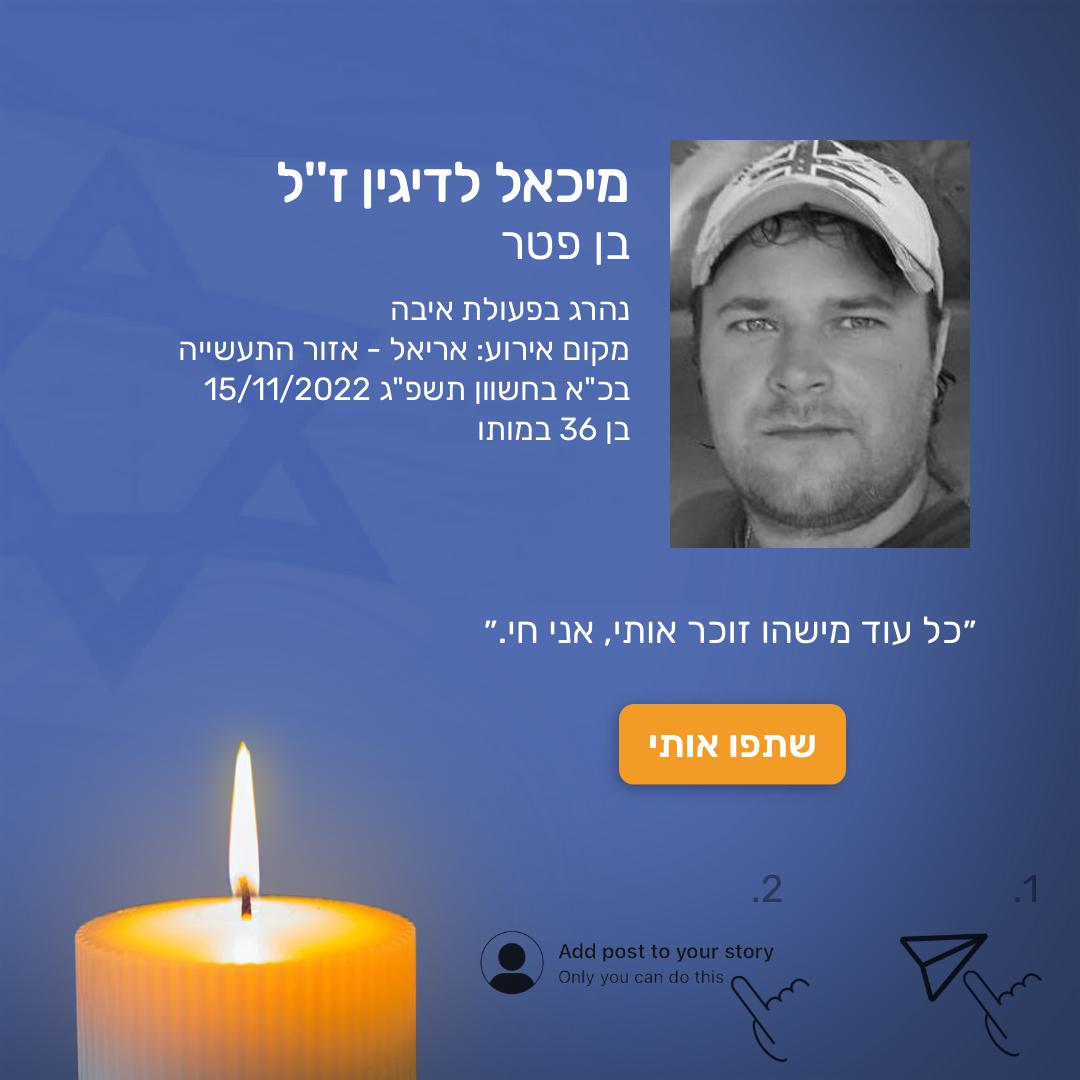 מיכאל לדיגין ז"ל
בן פטר
נהרג בפעולת איבה
מקום אירוע: אריאל - אזור התעשייה
בכ"א בחשוון תשפ"ג 15/11/2022
בן 36 במותו
״כל עוד מישהו זוכר אותי, אני חי.״
שתפו אותי
.1
.2
Add post to your story
Only you can do this